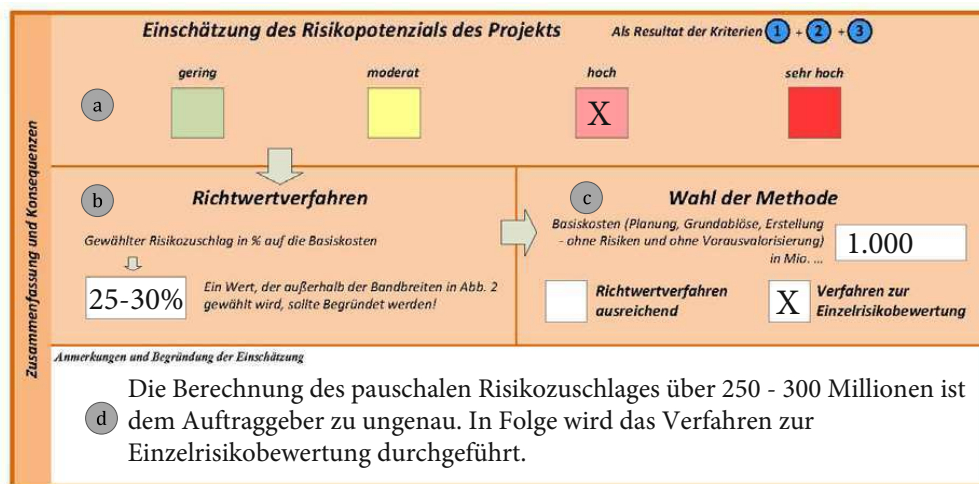 Zusammenfassung und Konsequenzen
Einschätzung des Risikopotenzials des Projekts
Als Resultat der Kriterien 1 + 2 + 3
gering
moderat
hoch
sehr hoch
a
X
b
Richtwertverfahren
Gewählter Risikozuschlag in % auf die Basiskosten
25-30%
Ein Wert, der außerhalb der Bandbreiten in Abb. 2
gewählt wird, sollte Begründet werden!
c
Wahl der Methode
Basiskosten (Planung, Grundablöse, Erstellung
- ohne Risiken und ohne Vorausvalorisierung)
in Mio. ...
1.000
Richtwertverfahren
ausreichend
X
Verfahren zur
Einzelrisikobewertung
Anmerkungen und Begründung der Einschätzung
d
Die Berechnung des pauschalen Risikozuschlages über 250 - 300 Millionen ist
dem Auftraggeber zu ungenau. In Folge wird das Verfahren zur
Einzelrisikobewertung durchgeführt.